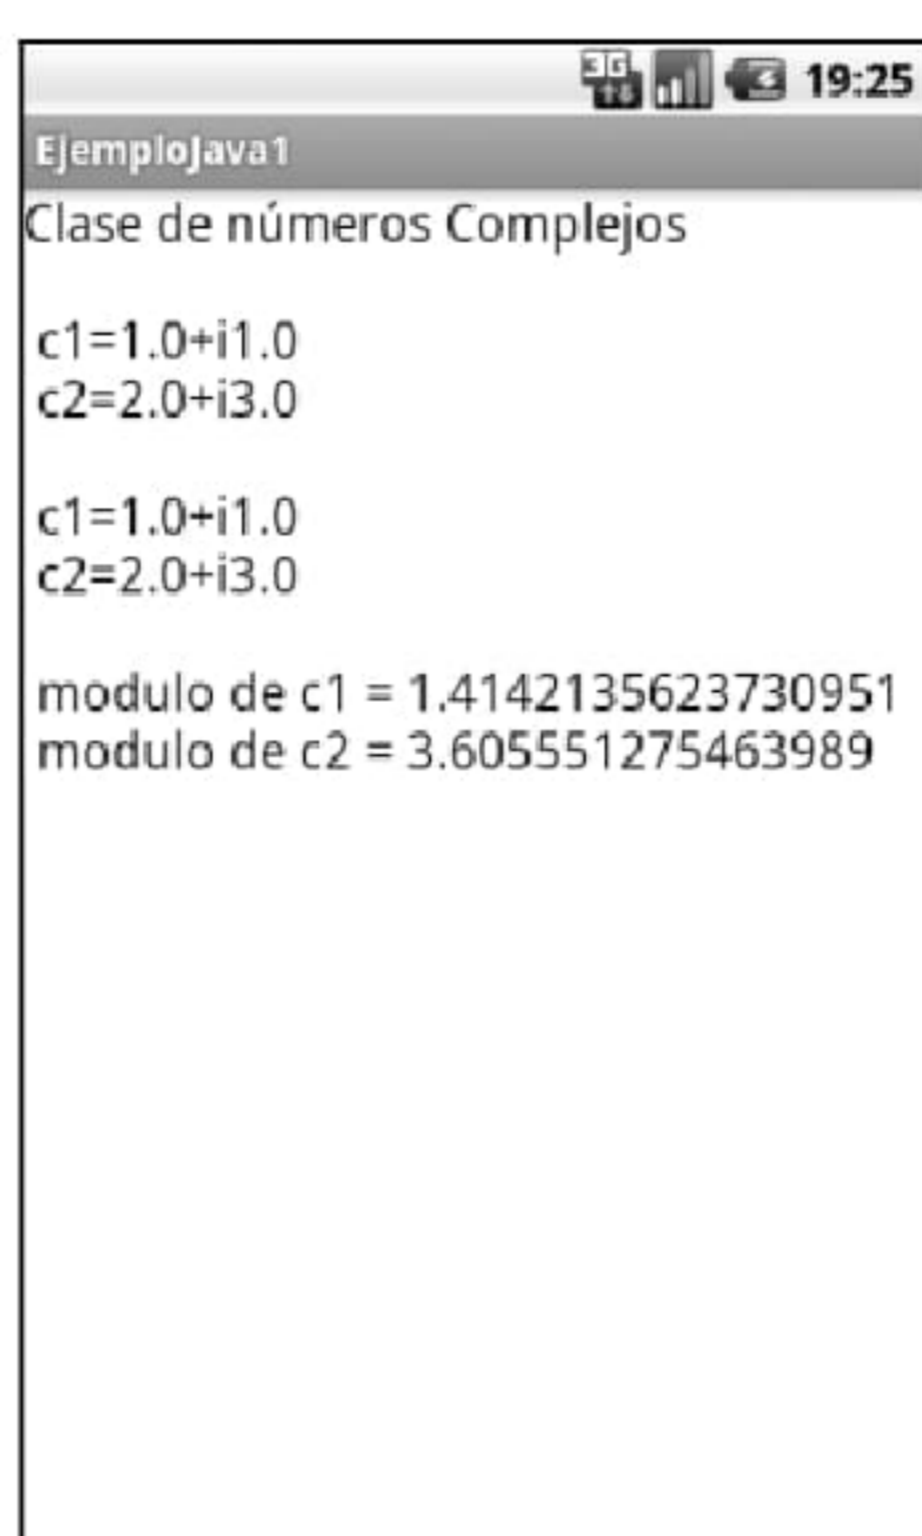 3G 19:25
EjemploJava1
Clase de números Complejos
c1=1.0+i1.0
c2=2.0+i3.0
c1=1.0+i1.0
c2=2.0+i3.0
modulo de c1 = 1.4142135623730951
modulo de c2 = 3.605551275463989